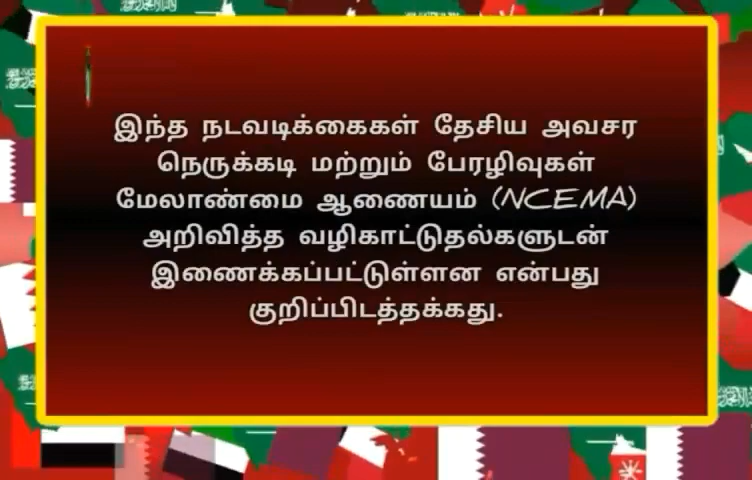 இந்த நடவடிக்கைகள் தேசிய அவசர
நெருக்கடி மற்றும் பேரழிவுகள்
மேலாண்மை ஆணையம் (NCEMA)
அறிவித்த வழிகாட்டுதல்களுடன்
இணைக்கப்பட்டுள்ளன என்பது
குறிப்பிடத்தக்கது.